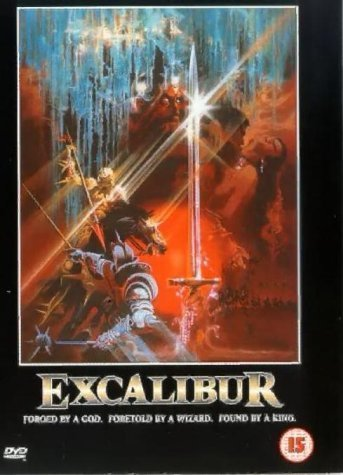 EXCALIBUR
FORGED BY A GOD. FORETOLD BY A WIZARD. FOUND BY A KING.
DVD
15